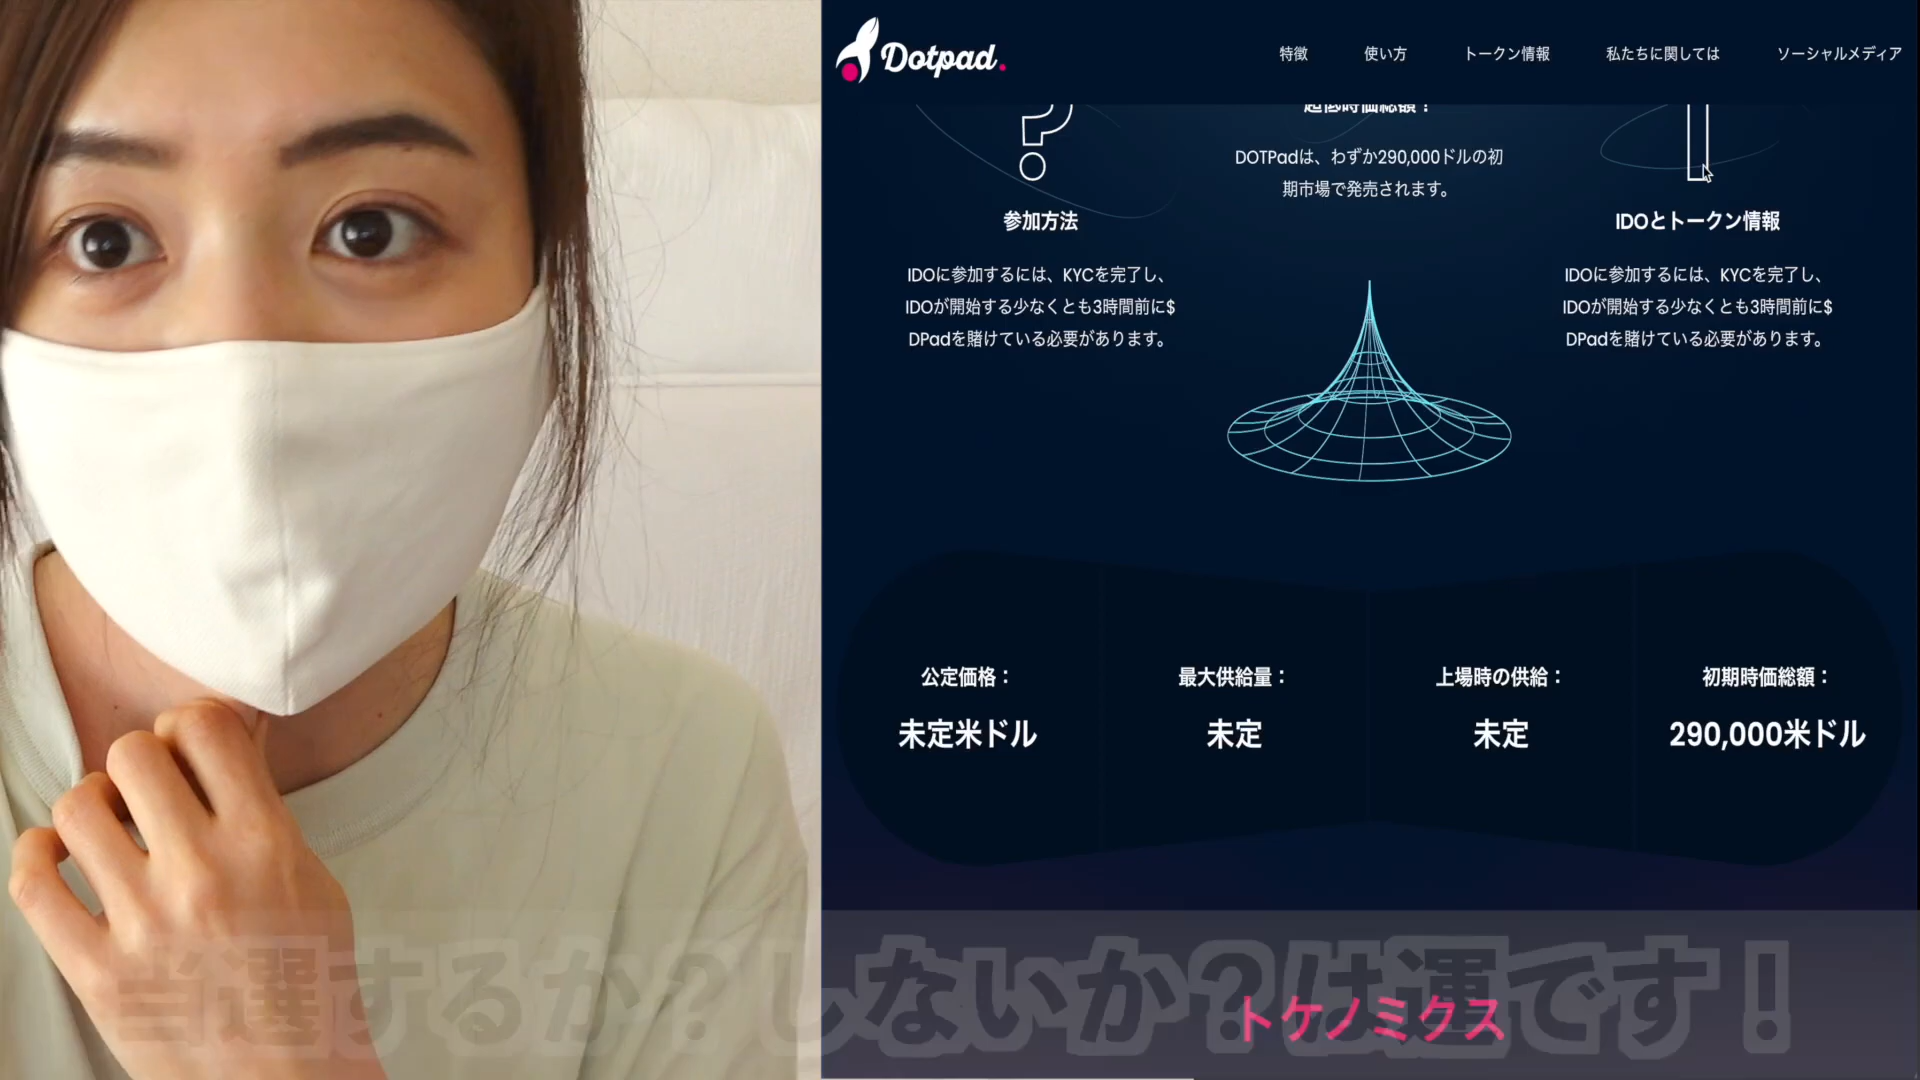 Dotpad.
特徴
使い方
トークン情報
私たちに関しては
ソーシャルメディア
超低時価総額！
DOTPadは、わずか290,000ドルの初
期市場で発売されます。
参加方法
IDOに参加するには、KYCを完了し、
IDOが開始する少なくとも3時間前に$
DPadを賭けている必要があります。
IDOとトークン情報
IDOに参加するには、KYCを完了し、
IDOが開始する少なくとも3時間前に$
DPadを賭けている必要があります。
公定価格：
未定米ドル
最大供給量：
未定
上場時の供給：
未定
初期時価総額：
290,000米ドル
当選するか？しないか？は運です！
トケノミクス